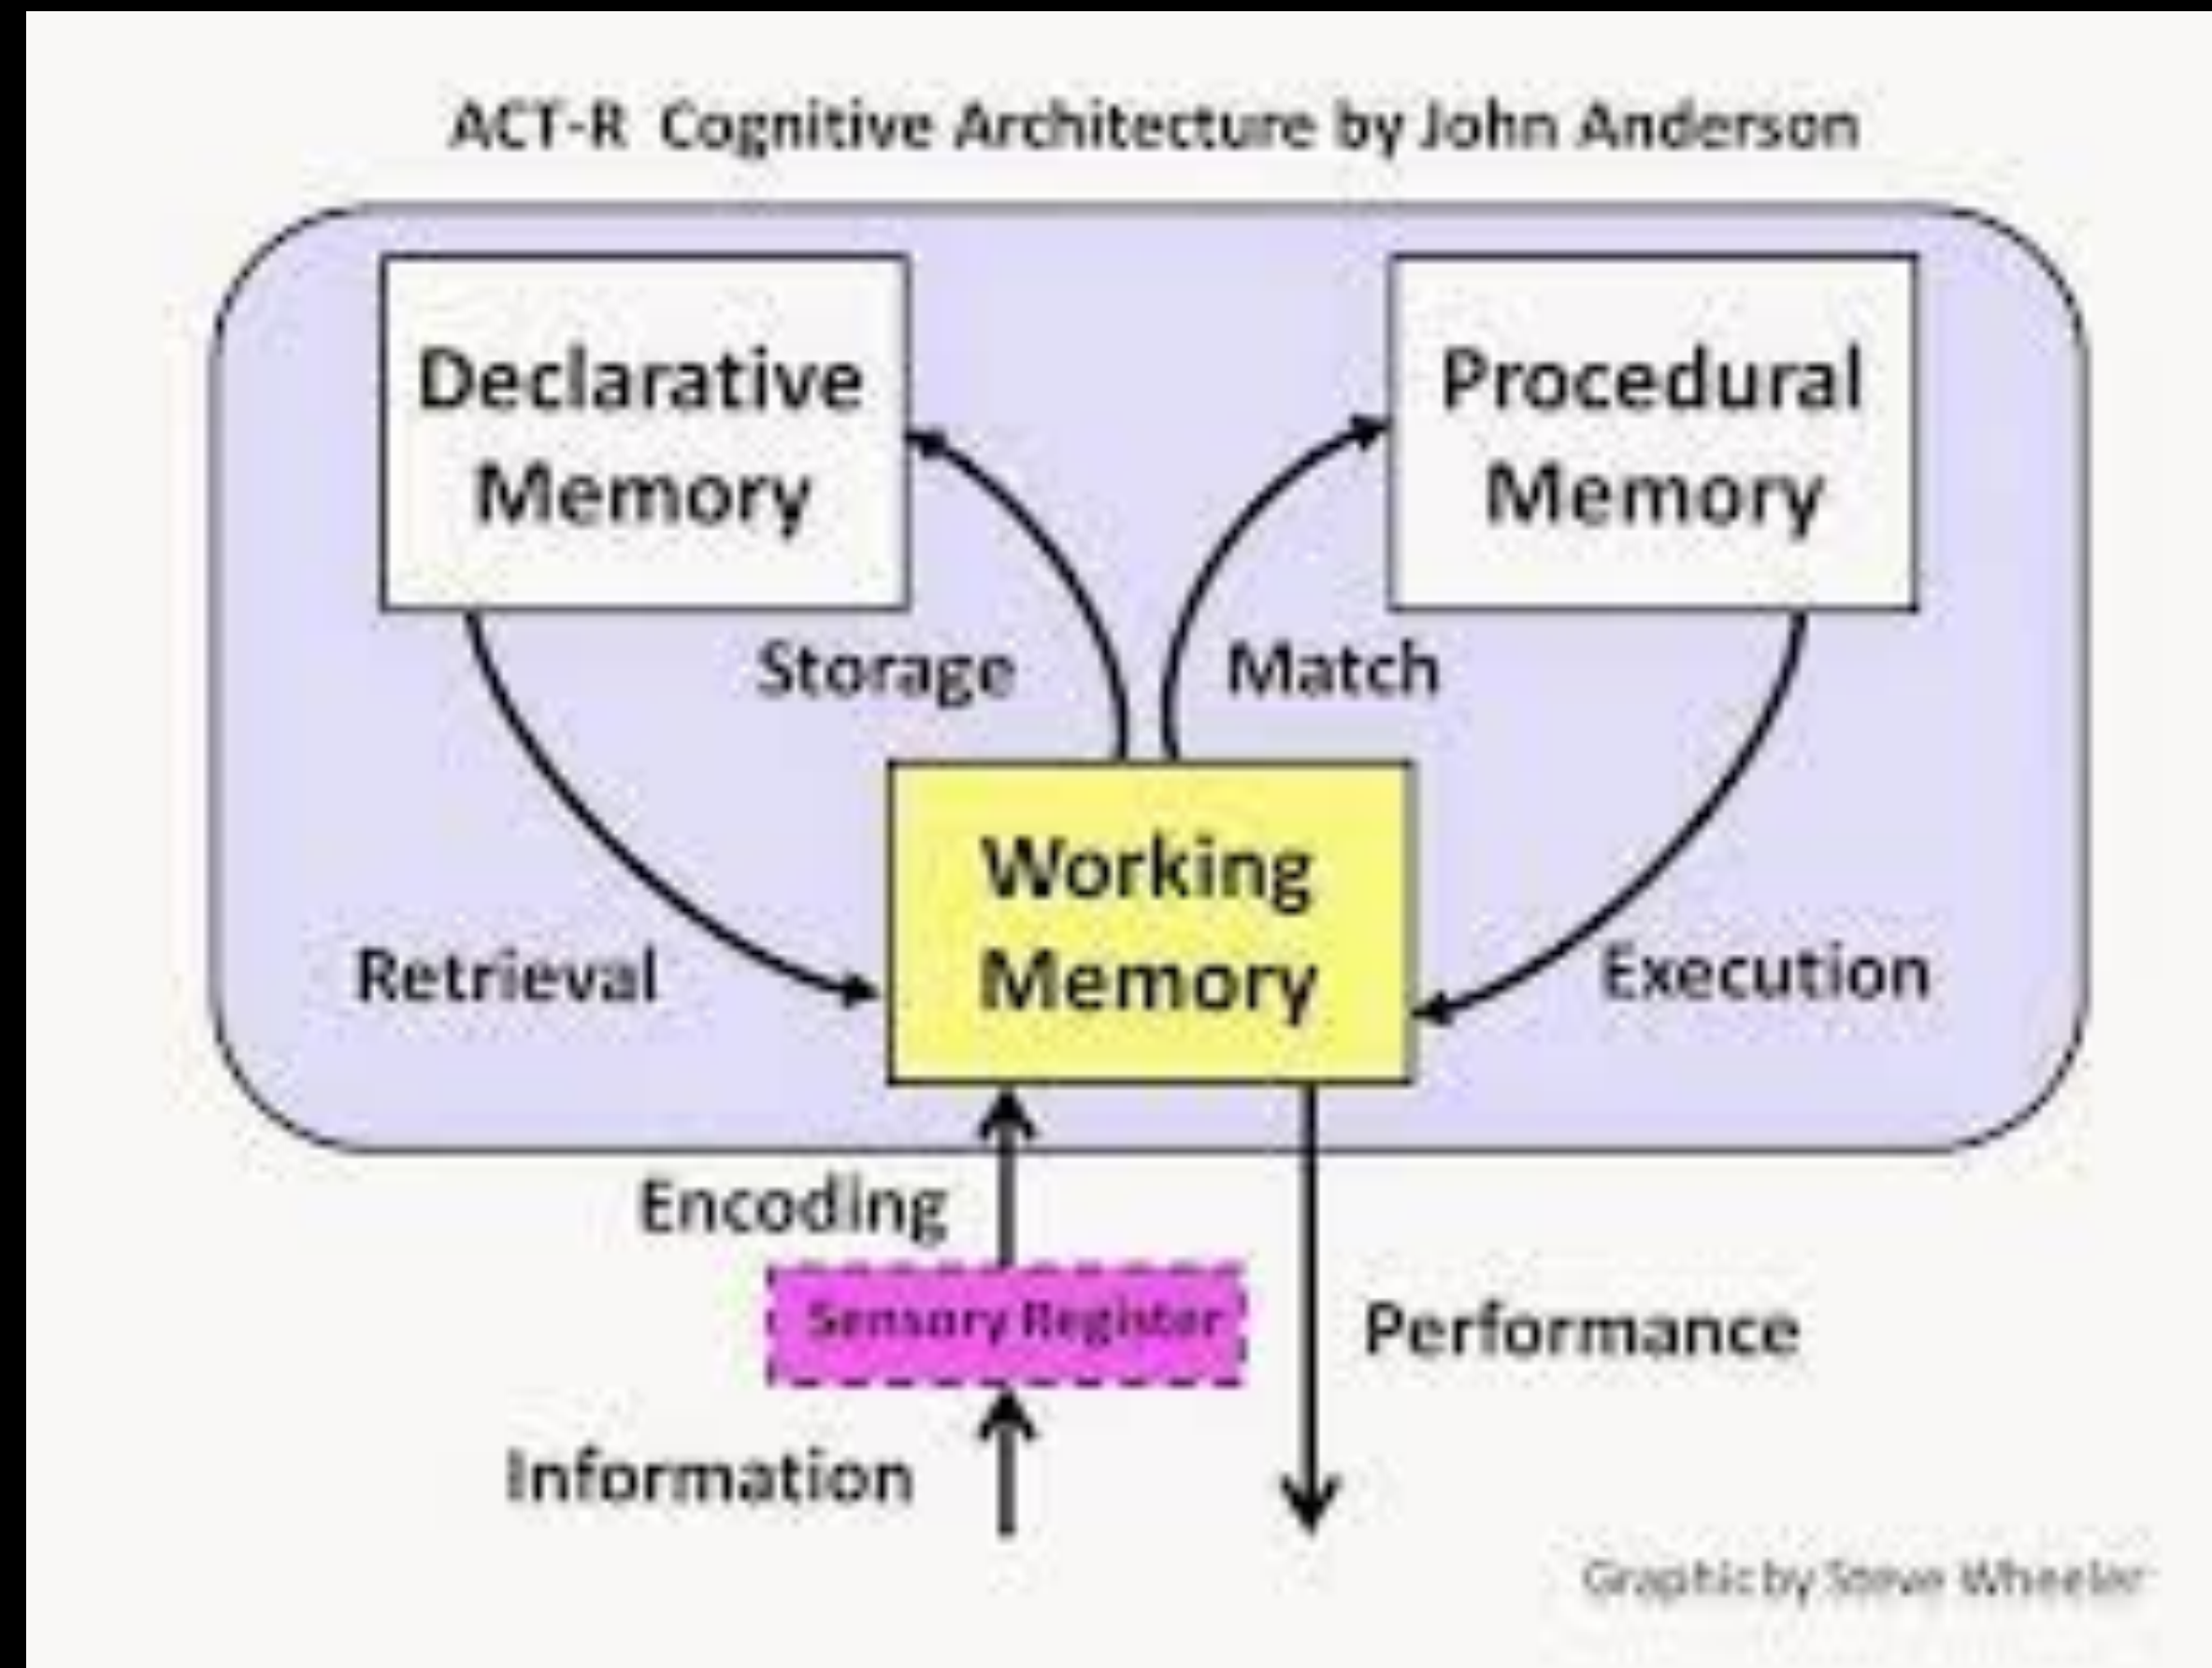 ACT-R Cognitive Architecture by John Anderson
Declarative
Memory
Procedural
Memory
Storage
Match
Working
Memory
Retrieval
Execution
Encoding
Sensory Register
Performance
Information
Graphic by Steve Wheeler